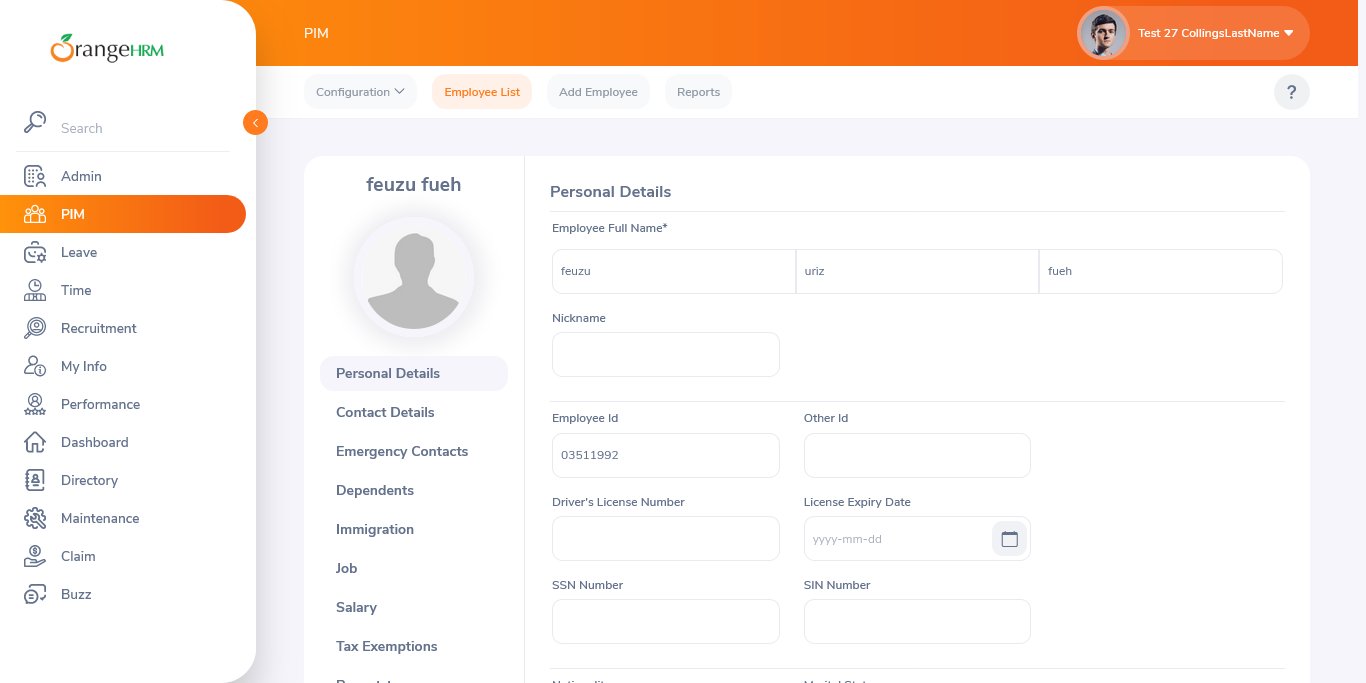 OrangeHRM
PIM
Test 27 CollingsLastName
Configuration
Employee List
Add Employee
Reports
?
Search
Admin
PIM
Leave
Time
Recruitment
My Info
Performance
Dashboard
Directory
Maintenance
Claim
Buzz
feuzu fueh
Personal Details
Contact Details
Emergency Contacts
Dependents
Immigration
Job
Salary
Tax Exemptions
Personal Details
Employee Full Name*
feuzu
uriz
fueh
Nickname
Employee Id
Other Id
03511992
Driver's License Number
License Expiry Date
yyyy-mm-dd
SSN Number
SIN Number